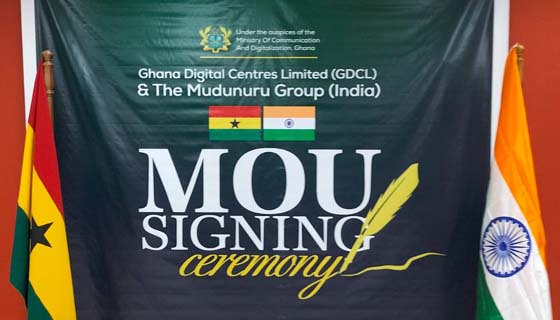 Under the auspices of the
Ministry Of Communication
And Digitalization, Ghana
Ghana Digital Centres Limited (GDCL)
& The Mudunuru Group (India)
MOU
SIGNING
ceremony